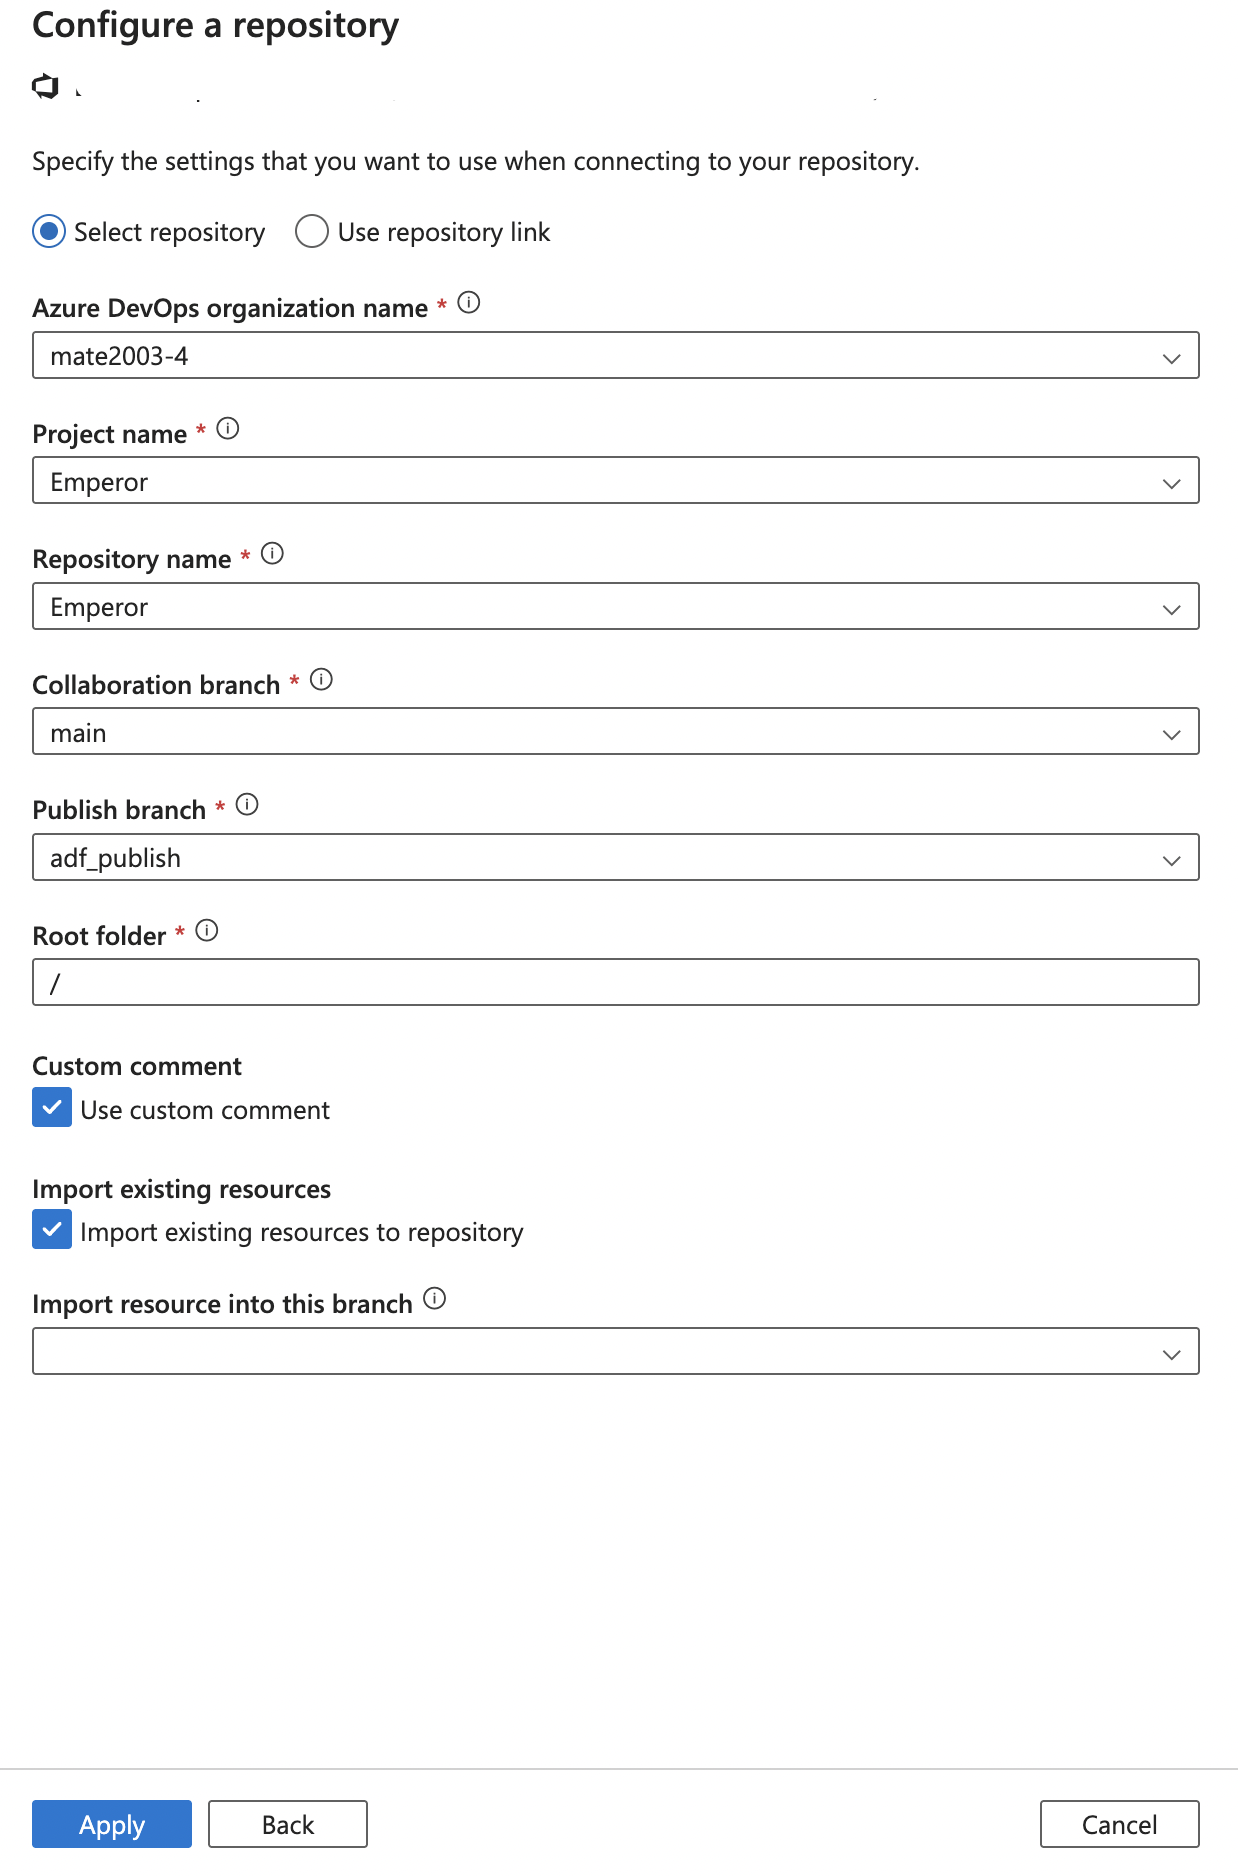 Configure a repository
Specify the settings that you want to use when connecting to your repository.
Select repository Use repository link
Azure DevOps organization name *
mate2003-4
Project name *
Emperor
Repository name *
Emperor
Collaboration branch *
main
Publish branch *
adf_publish
Root folder *
/
Custom comment
Use custom comment
Import existing resources
Import existing resources to repository
Import resource into this branch
Apply Back Cancel